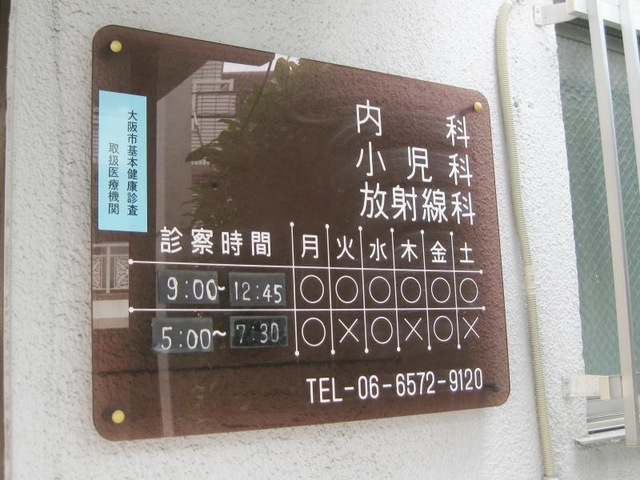 大阪市基本健康診査
取扱医療機関
内科
小児科
放射線科
診察時間 月 火 水 木 金 土
9:00~12:45 ○ ○ ○ ○ ○ ○
5:00~7:30 ○ × ○ × ○ ×
TEL-06-6572-9120